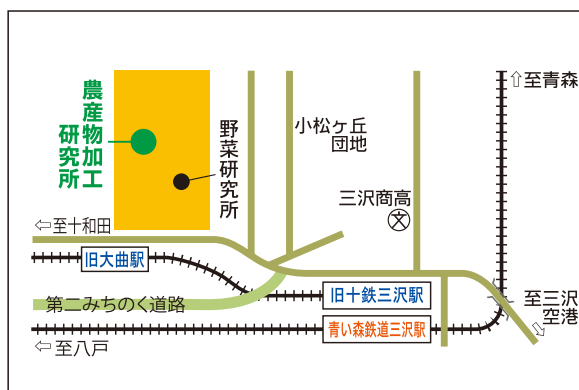 ⇧至青森
農産物加工
研究所
野菜研究所
小松ヶ丘
団地
三沢商高
文
⇦至十和田
旧大曲駅
旧十鉄三沢駅
第二みちのく道路
至三沢
空港
青い森鉄道三沢駅
⇦至八戸